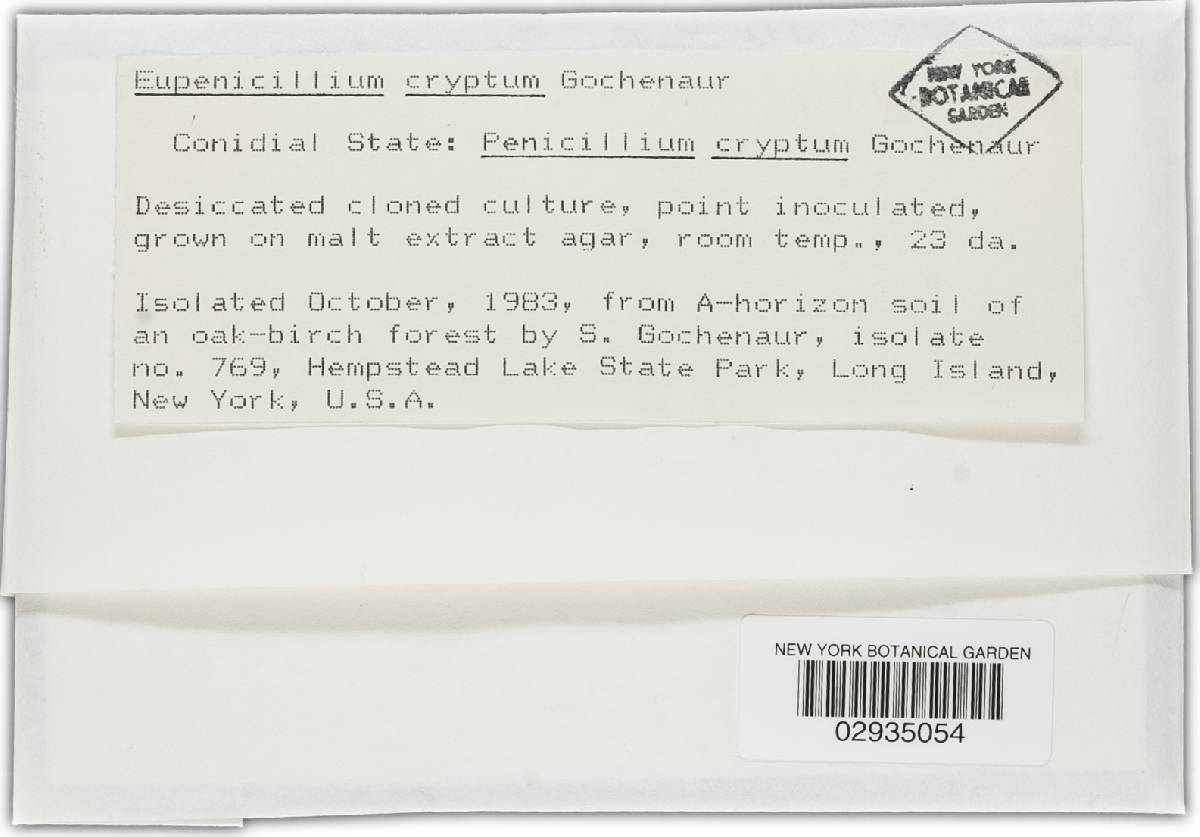 Eupenicillium cryptum Gochenaur
NEW YORK
BOTANICAL
GARDEN
Conidial State: Penicillium cryptum Gochenaur
Desiccated cloned culture, point inoculated,
grown on malt extract agar, room temp., 23 da.
Isolated October, 1983, from A-horizon soil of
an oak-birch forest by S. Gochenaur, isolate
no. 769, Hempstead Lake State Park, Long Island,
New York, U.S.A.
NEW YORK BOTANICAL GARDEN
02935054